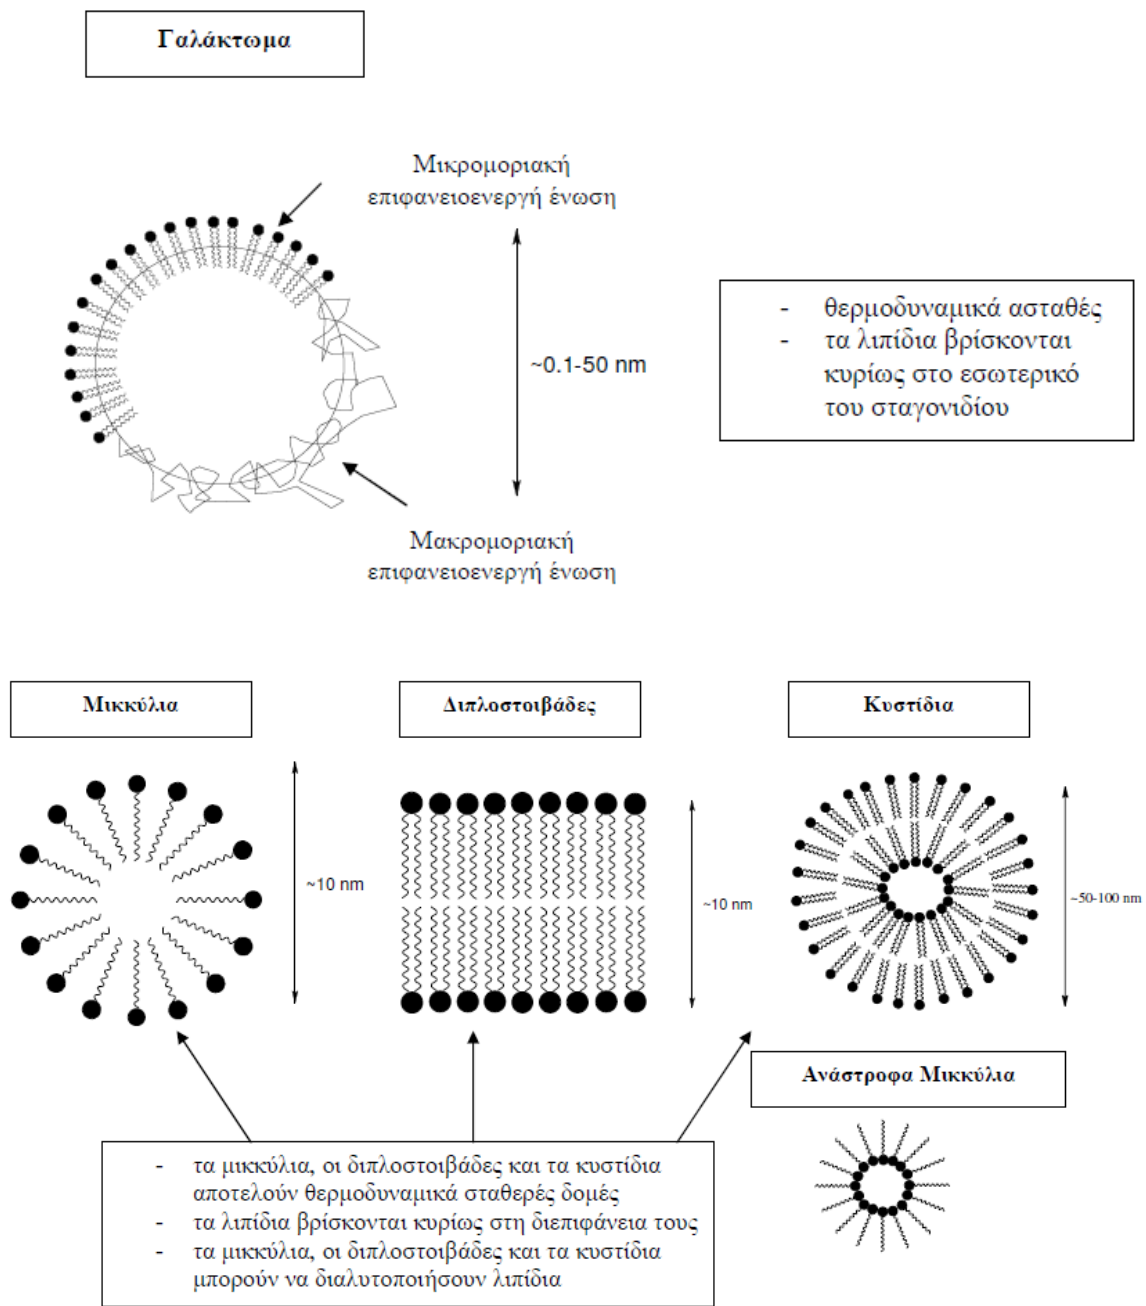 Γαλάκτωμα
Μικρομοριακή
επιφανειοενεργή ένωση
~0.1-50 nm
- θερμοδυναμικά ασταθές
- τα λιπίδια βρίσκονται
κυρίως στο εσωτερικό
του σταγονιδίου
Μακρομοριακή
επιφανειοενεργή ένωση
Μικκύλια
Διπλοστοιβάδες
Κυστίδια
~10 nm
~10 nm
~50-100 nm
Ανάστροφα Μικκύλια
- τα μικκύλια, οι διπλοστοιβάδες και τα κυστίδια
αποτελούν θερμοδυναμικά σταθερές δομές
- τα λιπίδια βρίσκονται κυρίως στη διεπιφάνεια τους
- τα μικκύλια, οι διπλοστοιβάδες και τα κυστίδια
μπορούν να διαλυτοποιήσουν λιπίδια